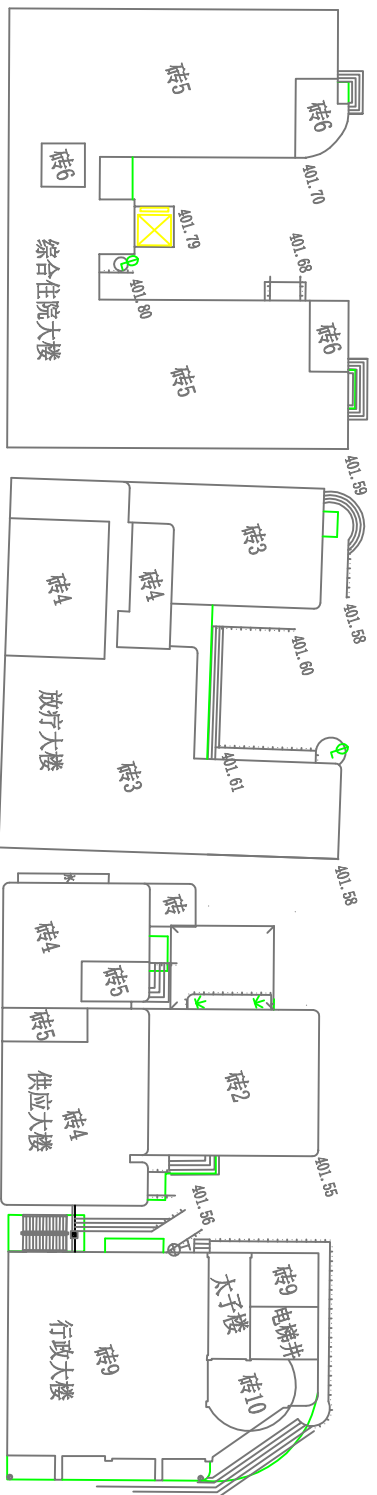 砖5
砖6
401.70
砖6
401.79
401.68
综合住院大楼
401.80
砖6
砖5
401.59
砖3
401.58
砖4
砖4
401.60
放疗大楼
砖3
401.61
401.58
砖
砖4
砖5
砖5
砖2
供应大楼
砖4
401.55
401.56
太子楼
砖9
电梯井
行政大楼
砖9
砖10